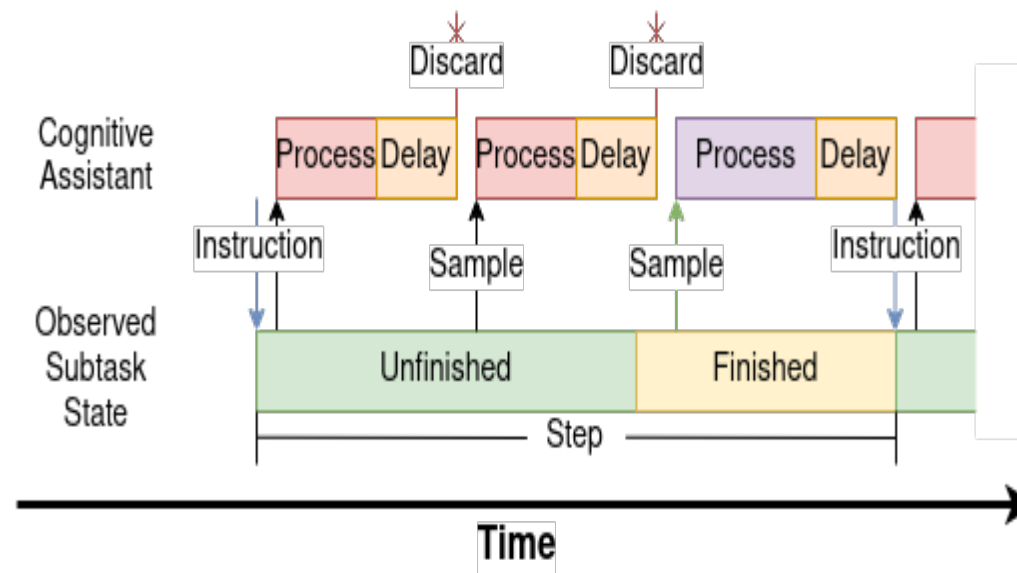 Discard Discard
Cognitive
Assistant
Process Delay Process Delay Process Delay
Instruction Sample Sample Instruction
Observed
Subtask
State
Unfinished Finished
Step
Time